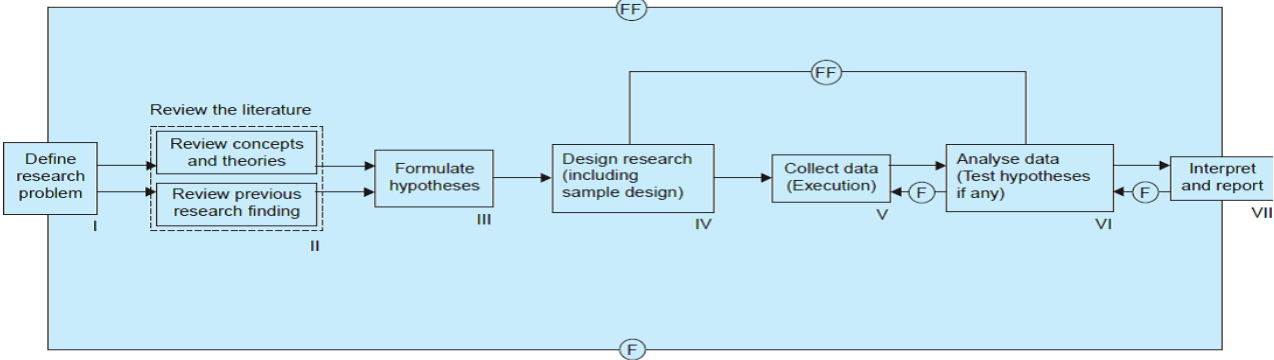 FF
FF
Review the literature
Define
research
problem
I
Review concepts
and theories
Review previous
research finding
II
Formulate
hypotheses
III
Design research
(including
sample design)
IV
Collect data
(Execution)
V
F
Analyse data
(Test hypotheses
if any)
VI
F
Interpret
and report
VII
F